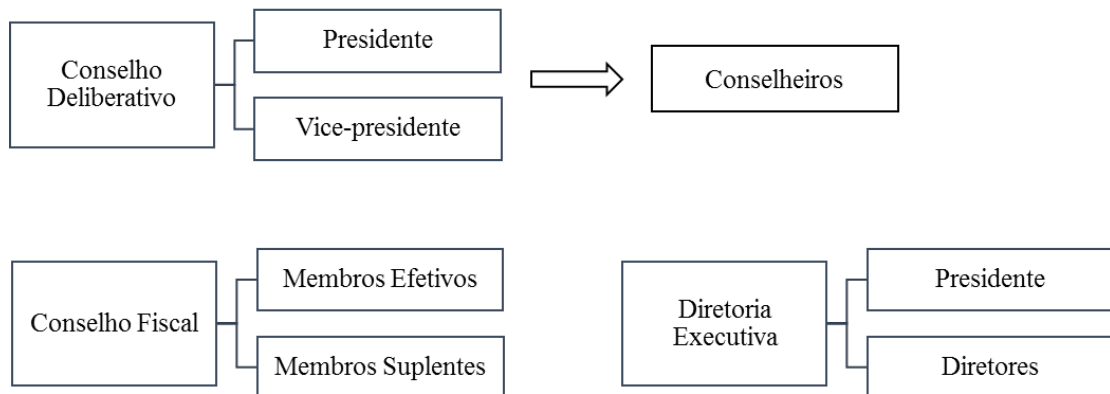 Conselho
Deliberativo
Presidente
Vice-presidente
Conselheiros
Conselho Fiscal
Membros Efetivos
Membros Suplentes
Diretoria
Executiva
Presidente
Diretores